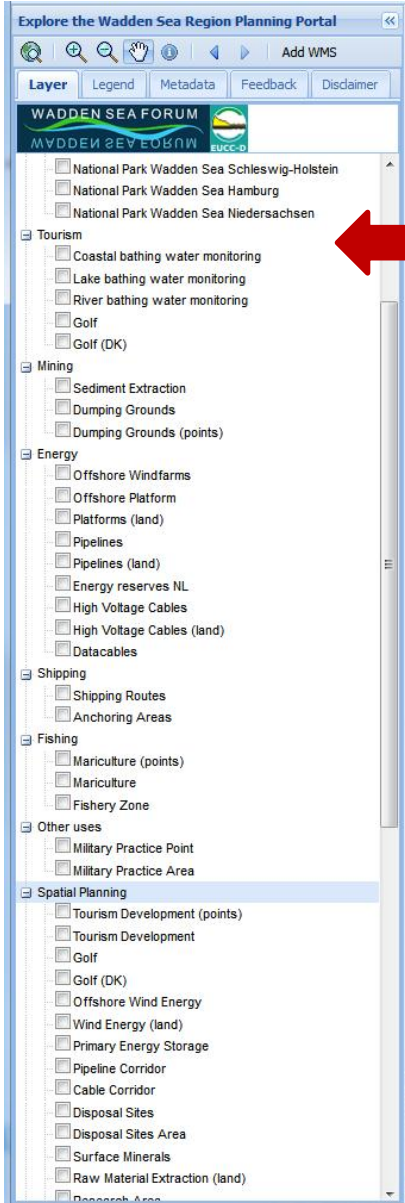 Explore the Wadden Sea Region Planning Portal
Add WMS
Layer Legend Metadata Feedback Disclaimer
WADDEN SEA FORUM
WADDEN SEA FORUM
EUCC-D
National Park Wadden Sea Schleswig-Holstein
National Park Wadden Sea Hamburg
National Park Wadden Sea Niedersachsen
Tourism
Coastal bathing water monitoring
Lake bathing water monitoring
River bathing water monitoring
Golf
Golf (DK)
Mining
Sediment Extraction
Dumping Grounds
Dumping Grounds (points)
Energy
Offshore Windfarms
Offshore Platform
Platforms (land)
Pipelines
Pipelines (land)
Energy reserves NL
High Voltage Cables
High Voltage Cables (land)
Datacables
Shipping
Shipping Routes
Anchoring Areas
Fishing
Mariculture (points)
Mariculture
Fishery Zone
Other uses
Military Practice Point
Military Practice Area
Spatial Planning
Tourism Development (points)
Tourism Development
Golf
Golf (DK)
Offshore Wind Energy
Wind Energy (land)
Primary Energy Storage
Pipeline Corridor
Cable Corridor
Disposal Sites
Disposal Sites Area
Surface Minerals
Raw Material Extraction (land)
Research Area